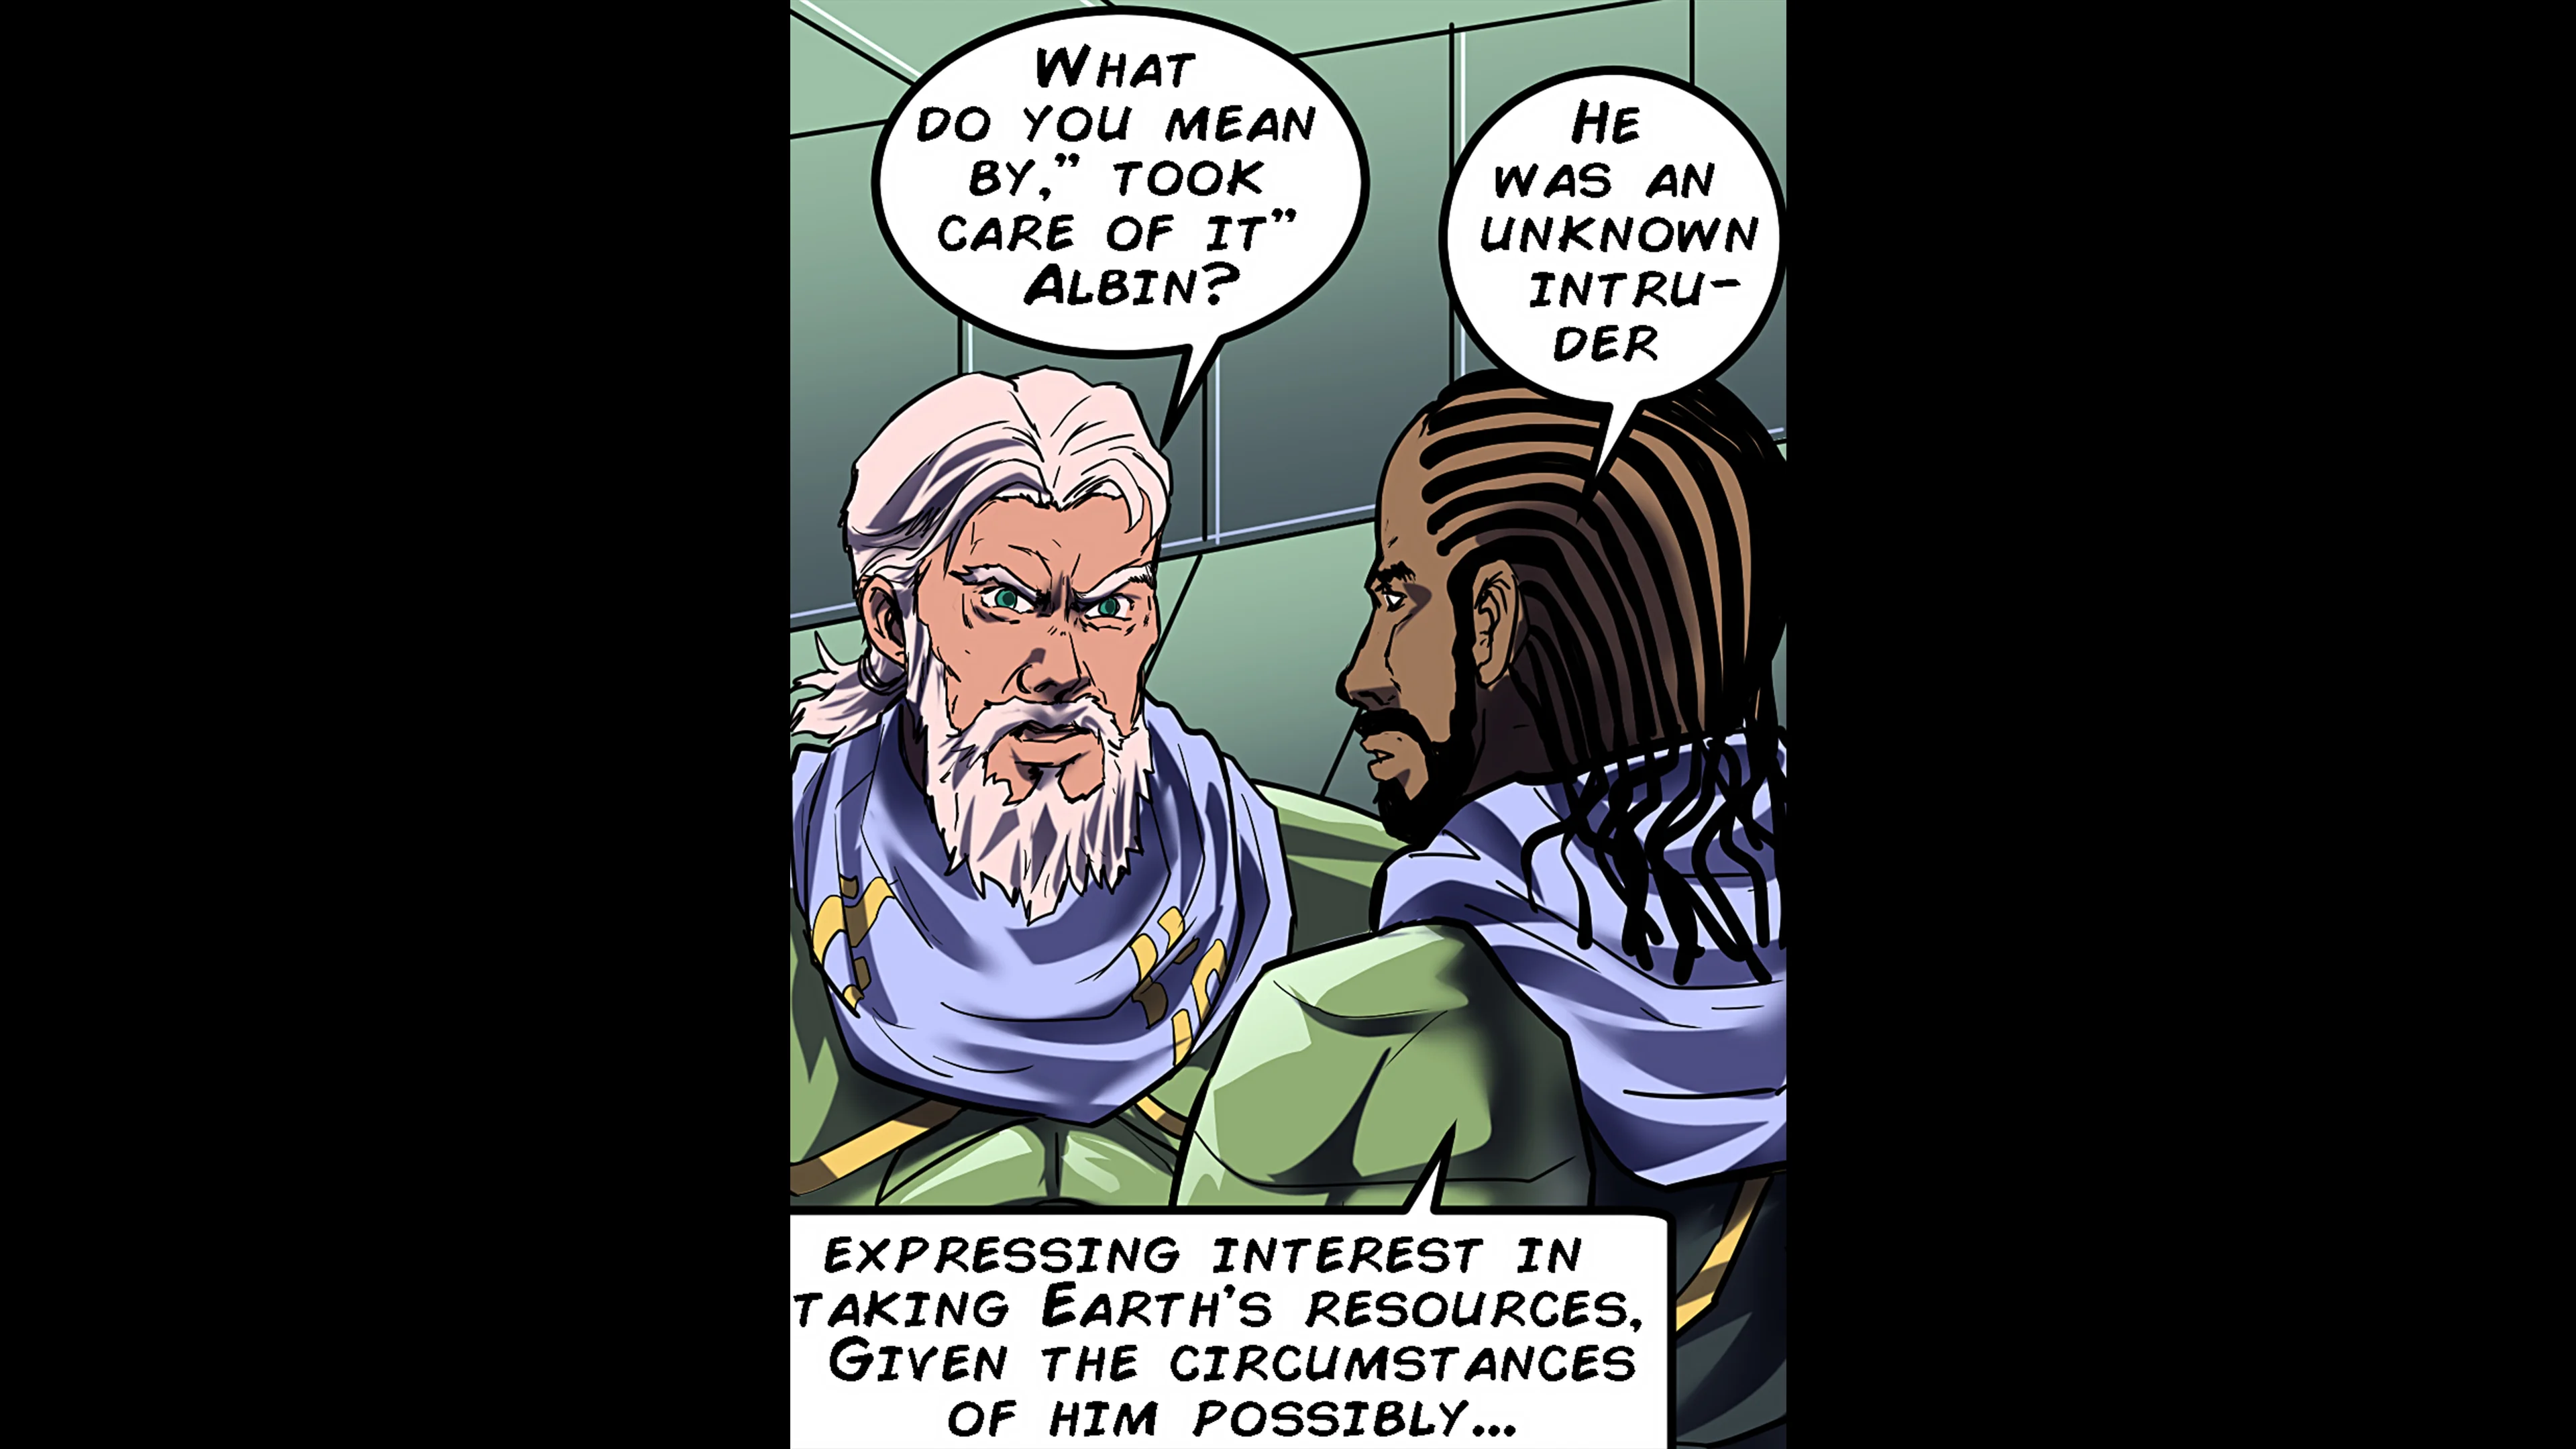 WHAT
DO YOU MEAN
BY,” TOOK
CARE OF IT”
ALBIN?
HE
WAS AN
UNKNOWN
INTRU-
DER
EXPRESSING INTEREST IN
TAKING EARTH’S RESOURCES,
GIVEN THE CIRCUMSTANCES
OF HIM POSSIBLY...